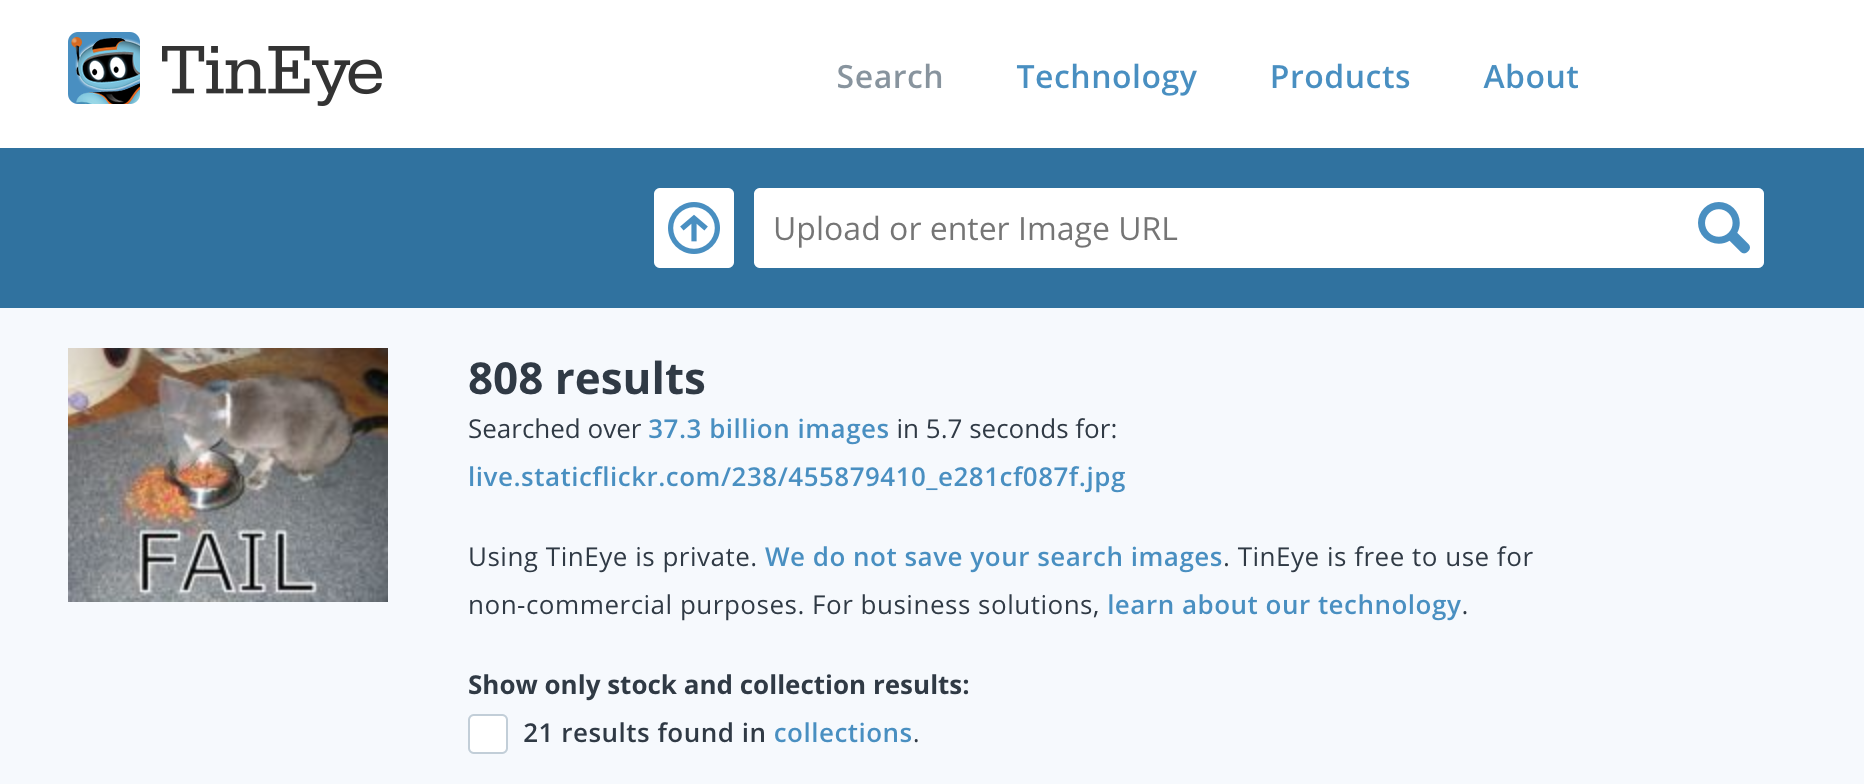 TinEye
Search Technology Products About
Upload or enter Image URL
808 results
Searched over 37.3 billion images in 5.7 seconds for:
live.staticflickr.com/238/455879410_e281cf087f.jpg
Using TinEye is private. We do not save your search images. TinEye is free to use for
non-commercial purposes. For business solutions, learn about our technology.
Show only stock and collection results:
21 results found in collections.
FAIL